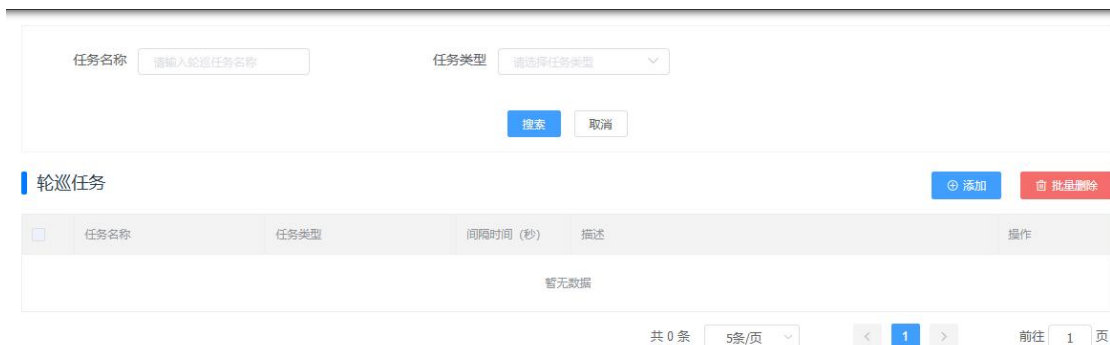 任务名称 请输入轮巡任务名称 任务类型 请选择任务类型
搜索 取消
轮巡任务 添加 批量删除
任务名称 任务类型 间隔时间（秒） 描述 操作
暂无数据
共 0 条 5条/页 < 1 > 前往 1 页